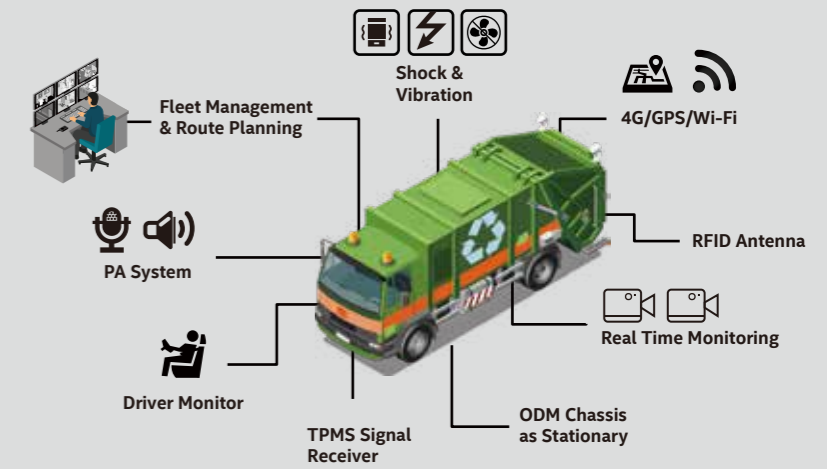 Shock &
Vibration
Fleet Management
& Route Planning
4G/GPS/Wi-Fi
PA System
RFID Antenna
Real Time Monitoring
Driver Monitor
TPMS Signal
Receiver
ODM Chassis
as Stationary